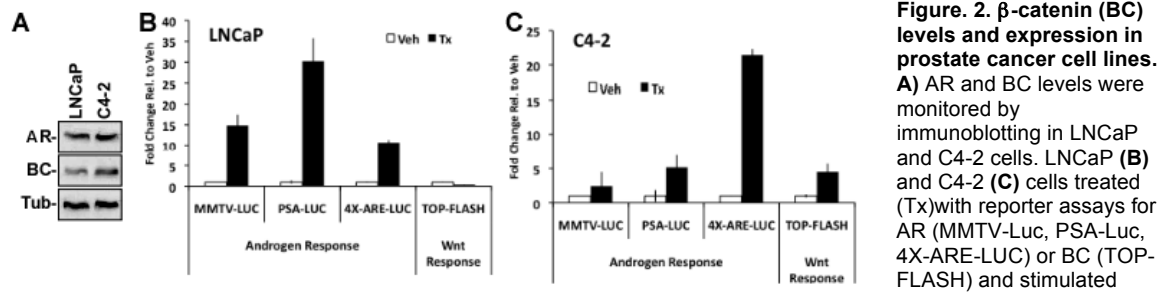 A
LNCaP
C4-2
AR-
BC-
Tub-
B
LNCaP
Veh Tx
Fold Change Rel. to Veh
40
35
30
25
20
15
10
5
0
MMTV-LUC PSA-LUC 4X-ARE-LUC TOP-FLASH
Androgen Response
Wnt
Response
C
C4-2
Veh Tx
Fold Change Rel. to Veh
25
20
15
10
5
0
MMTV-LUC PSA-LUC 4X-ARE-LUC TOP-FLASH
Androgen Response
Wnt
Response
Figure. 2. β-catenin (BC)
levels and expression in
prostate cancer cell lines.
A) AR and BC levels were
monitored by
immunoblotting in LNCaP
and C4-2 cells. LNCaP (B)
and C4-2 (C) cells treated
(Tx)with reporter assays for
AR (MMTV-Luc, PSA-Luc,
4X-ARE-LUC) or BC (TOP-
FLASH) and stimulated